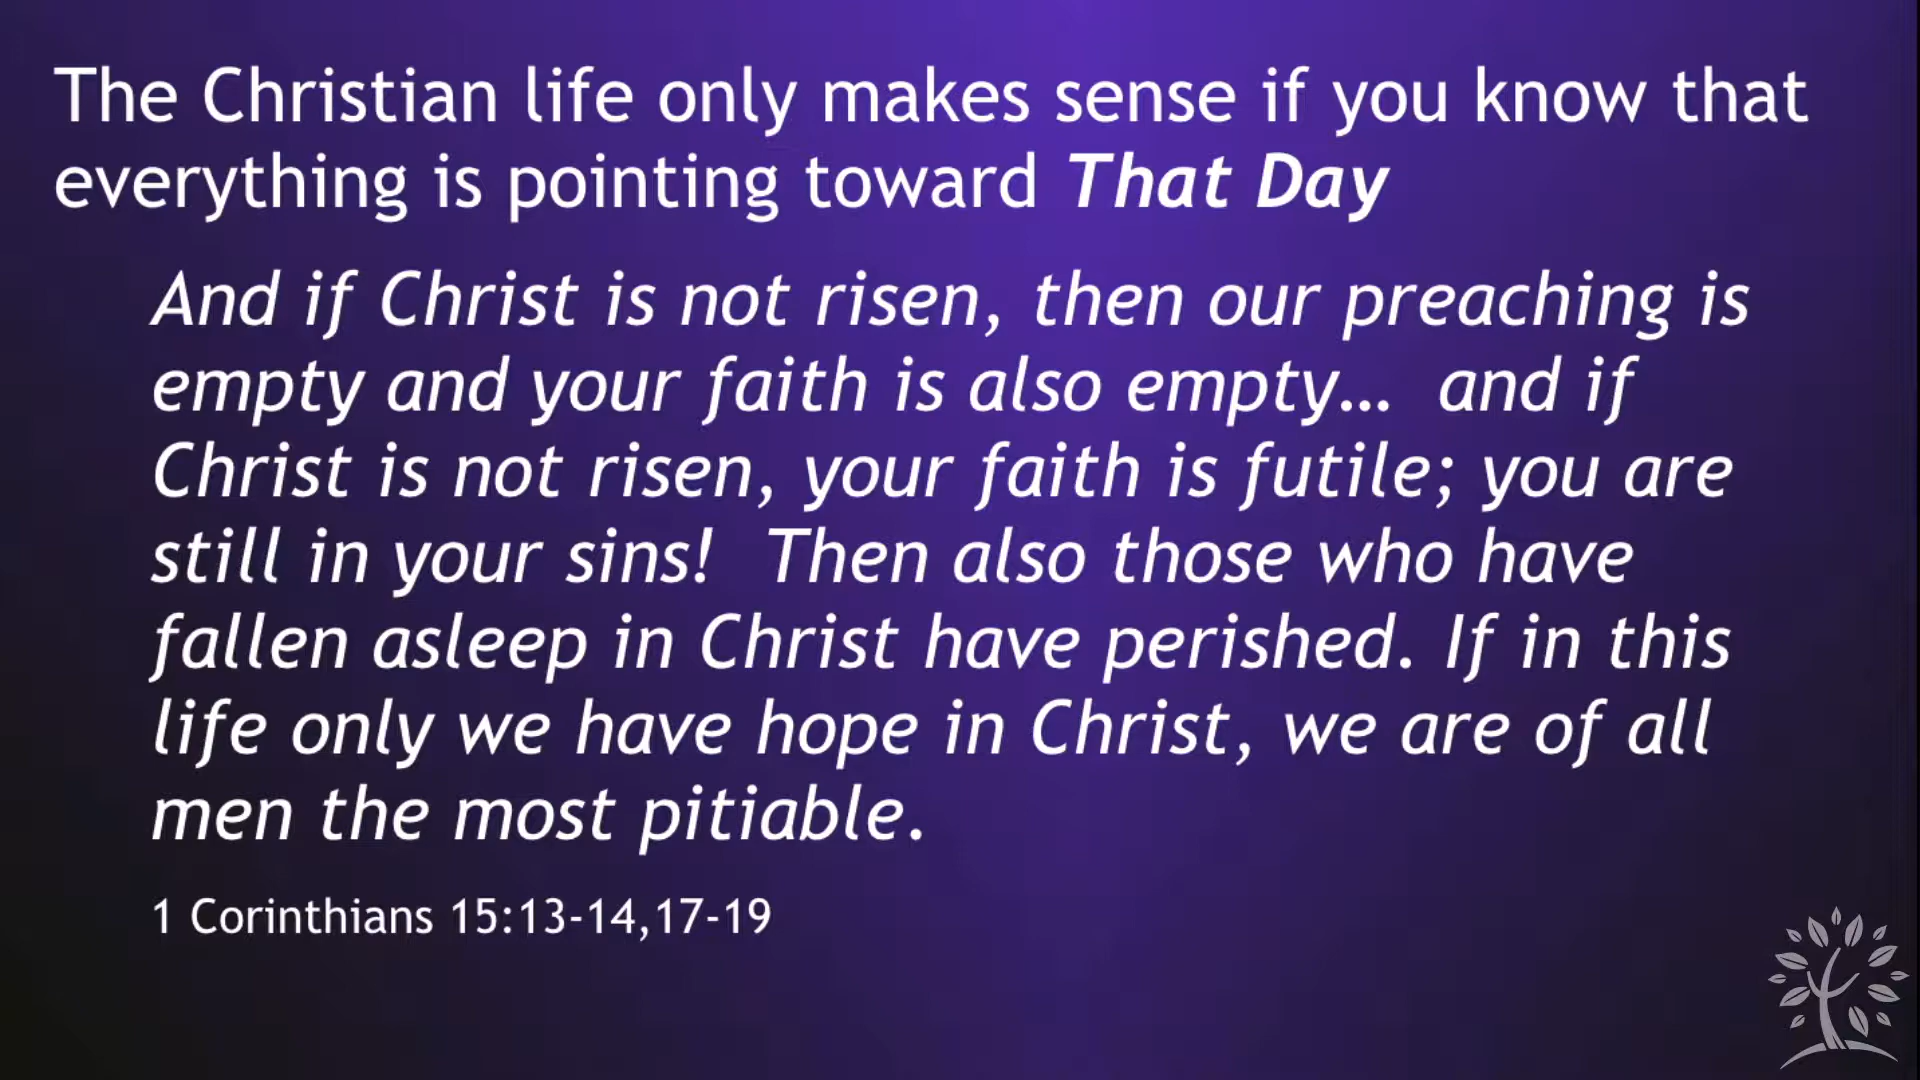 The Christian life only makes sense if you know that
everything is pointing toward That Day
And if Christ is not risen, then our preaching is
empty and your faith is also empty…  and if
Christ is not risen, your faith is futile; you are
still in your sins!  Then also those who have
fallen asleep in Christ have perished. If in this
life only we have hope in Christ, we are of all
men the most pitiable.
1 Corinthians 15:13-14,17-19